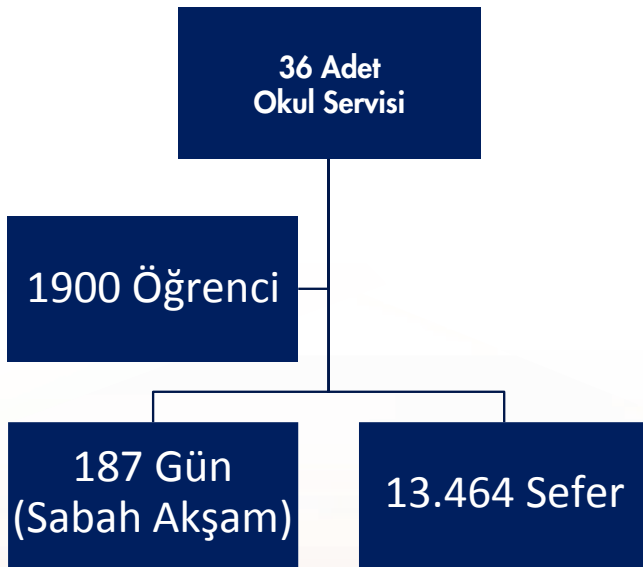 36 Adet
Okul Servisi
1900 Öğrenci
187 Gün
(Sabah Akşam)
13.464 Sefer